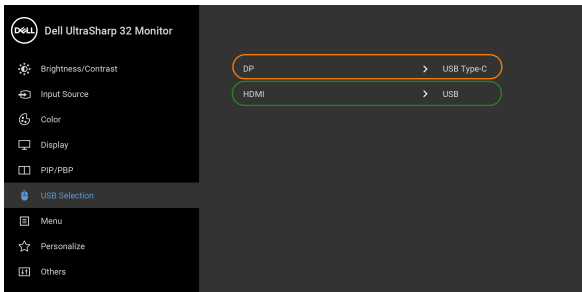 DELL Dell UltraSharp 32 Monitor
Brightness/Contrast
Input Source
Color
Display
PIP/PBP
USB Selection
Menu
Personalize
Others
DP > USB Type-C
HDMI > USB